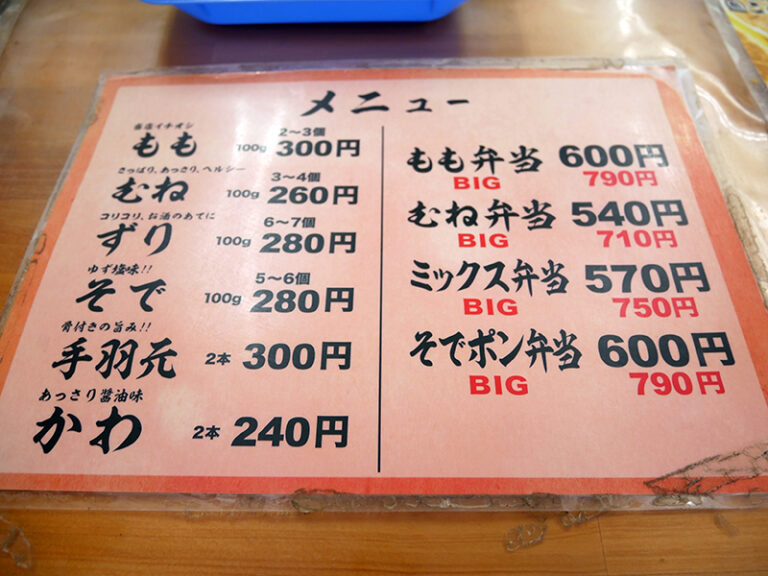 メニュー
当店イチオシ
もも 100g 2〜3個 300円
さっぱり、あっさり、ヘルシー
むね 100g 3〜4個 260円
コリコリ、お酒のあてに
ずり 100g 6〜7個 280円
ゆず塩味!!
そで 100g 5〜6個 280円
骨付きの旨み!!
手羽元 2本 300円
あっさり醤油味
かわ 2本 240円
もも弁当 600円
BIG 790円
むね弁当 540円
BIG 710円
ミックス弁当 570円
BIG 750円
そでポン弁当 600円
BIG 790円